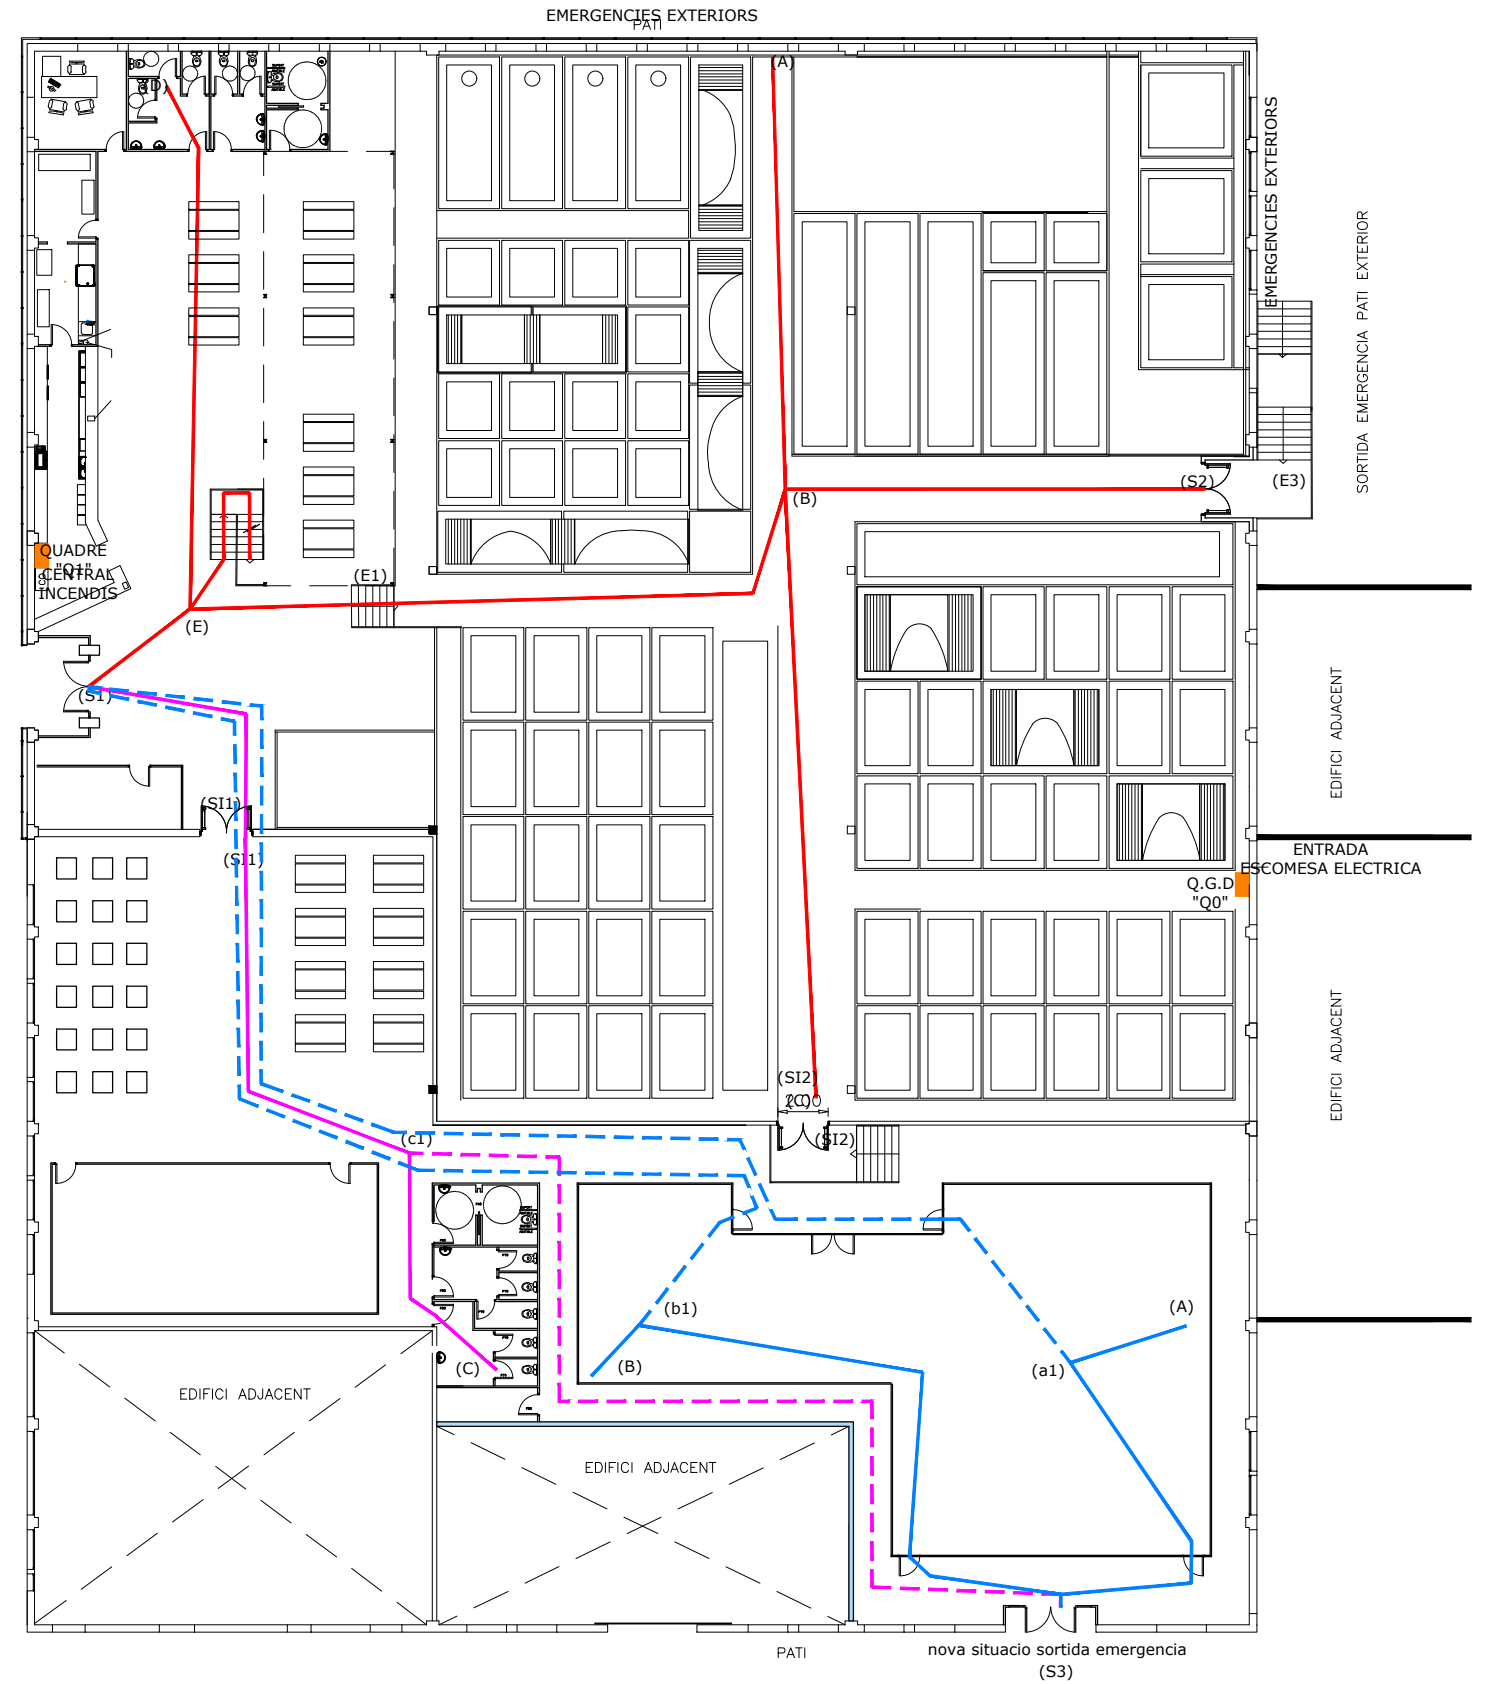 EMERGENCIES EXTERIORS
PATI
(A)
(D)
EMERGENCIES EXTERIORS
SORTIDA EMERGENCIA PATI EXTERIOR
(S2)
(E3)
(B)
QUADRE
"Q1"
CENTRAL
INCENDIS
(E1)
(E)
(S1)
EDIFICI ADJACENT
(SI1)
(SI1)
ENTRADA
ESCOMESA ELECTRICA
Q.G.D
"Q0"
EDIFICI ADJACENT
(SI2)
(C)
2.00
(SI2)
(c1)
(b1)
(A)
(B)
(a1)
(C)
EDIFICI ADJACENT
EDIFICI ADJACENT
PATI
nova situacio sortida emergencia
(S3)